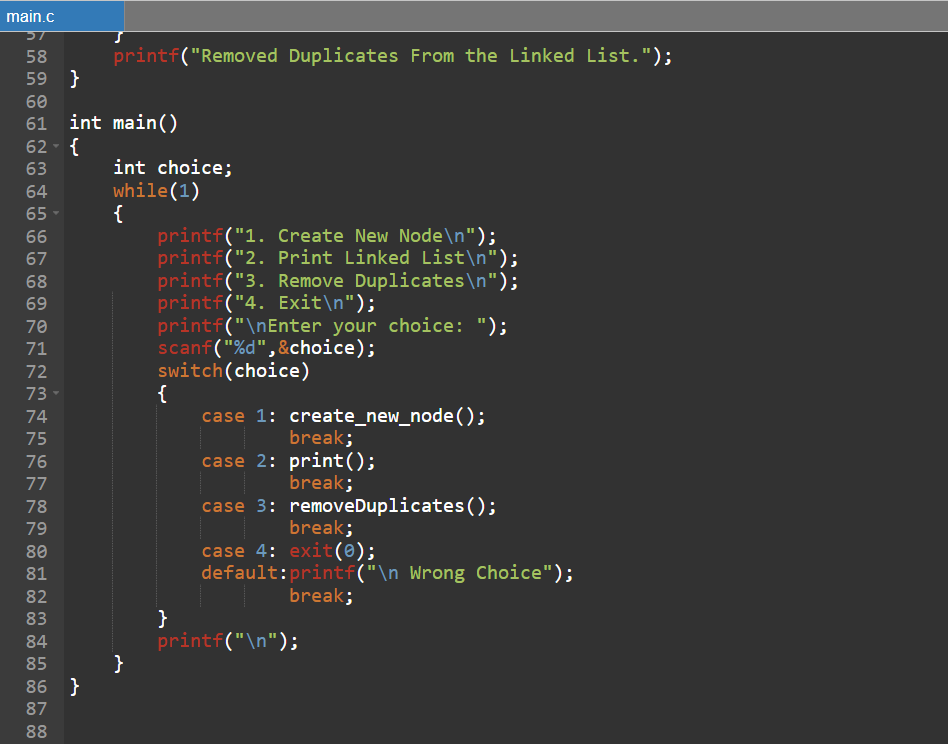 main.c
57     }
58     printf("Removed Duplicates From the Linked List.");
59 }
60
61 int main()
62 {
63     int choice;
64     while(1)
65     {
66         printf("1. Create New Node\n");
67         printf("2. Print Linked List\n");
68         printf("3. Remove Duplicates\n");
69         printf("4. Exit\n");
70         printf("\nEnter your choice: ");
71         scanf("%d",&choice);
72         switch(choice)
73         {
74             case 1: create_new_node();
75                     break;
76             case 2: print();
77                     break;
78             case 3: removeDuplicates();
79                     break;
80             case 4: exit(0);
81             default:printf("\n Wrong Choice");
82                     break;
83         }
84         printf("\n");
85     }
86 }
87
88